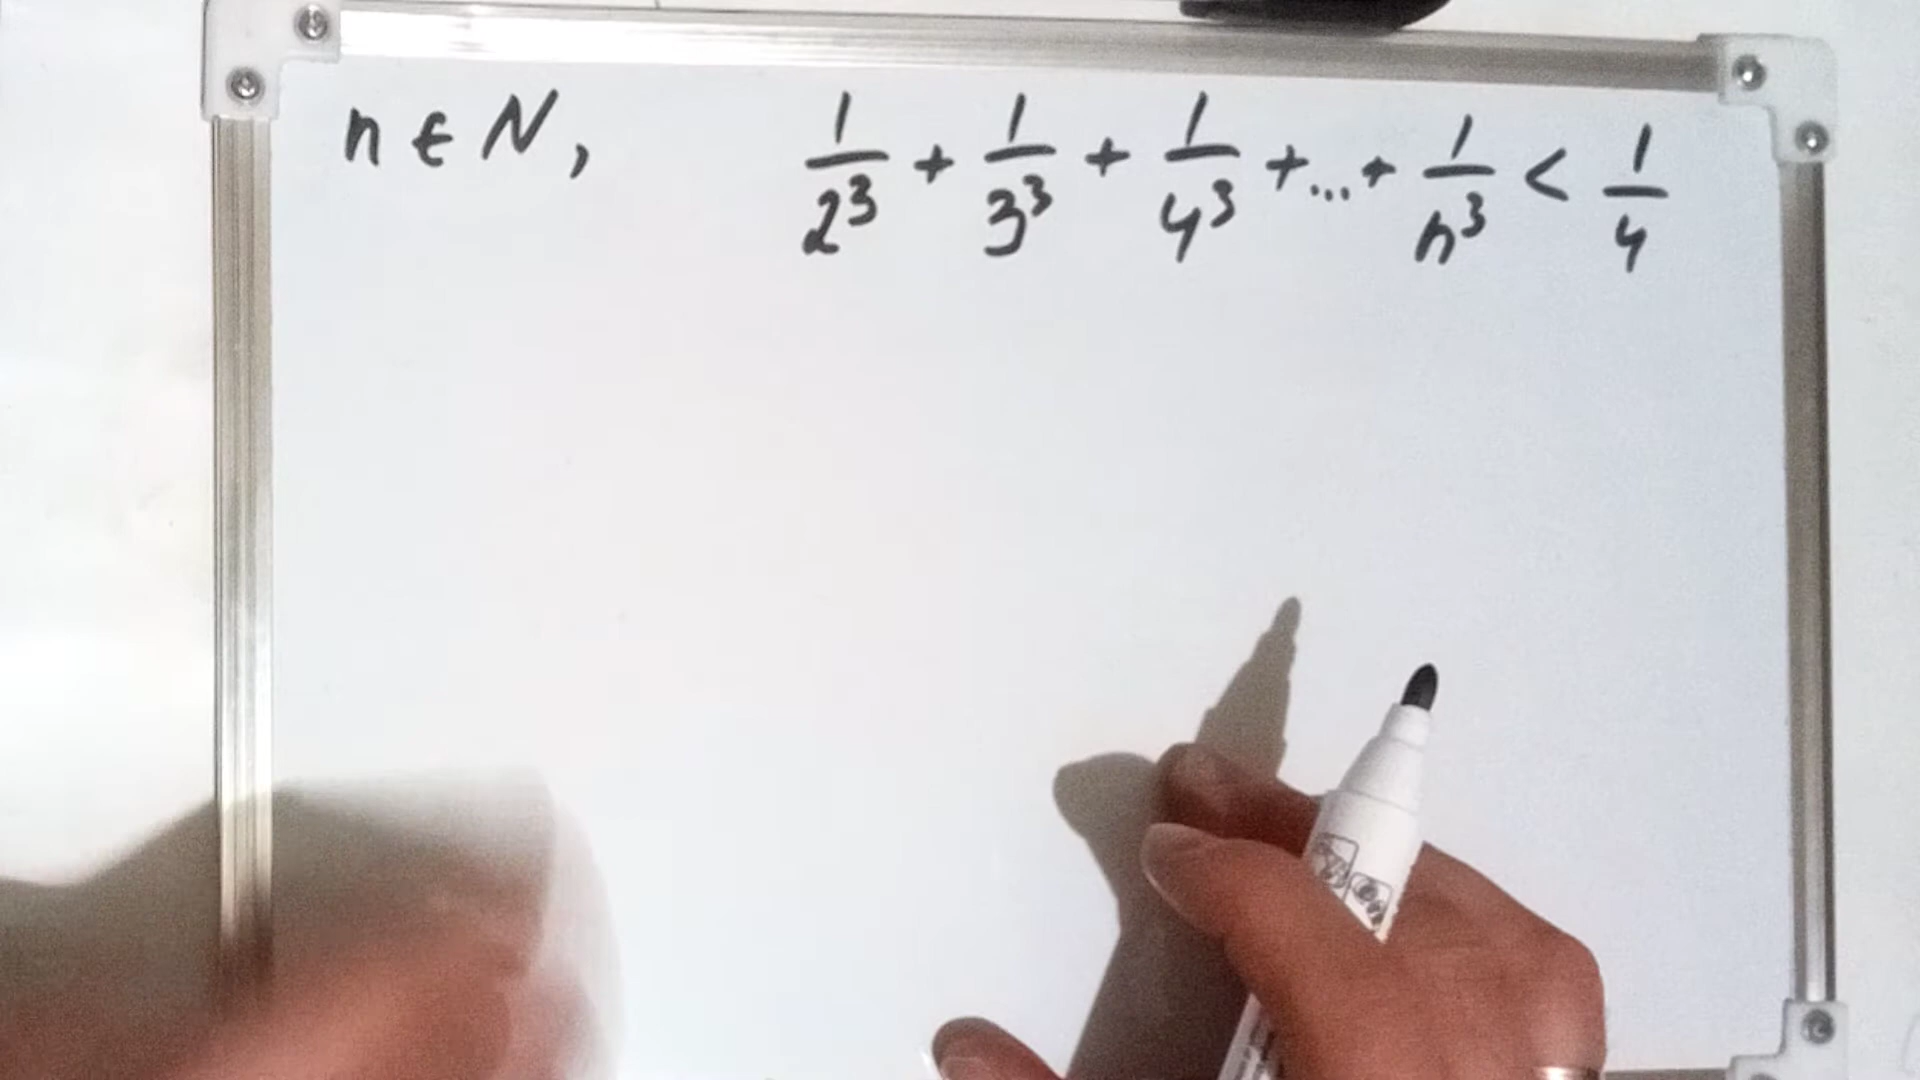 n ∈ N, 1/2³ + 1/3³ + 1/4³ + ... + 1/n³ < 1/4